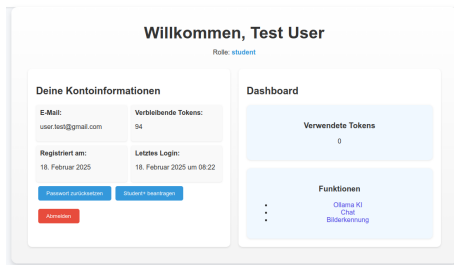 Willkommen, Test User
Rolle: student
Deine Kontoinformationen
E-Mail:
user.test@gmail.com
Verbleibende Tokens:
94
Registriert am:
18. Februar 2025
Letztes Login:
18. Februar 2025 um 08:22
Passwort zurücksetzen
Student+ beantragen
Abmelden
Dashboard
Verwendete Tokens
0
Funktionen
Ollama KI
Chat
Bilderkennung